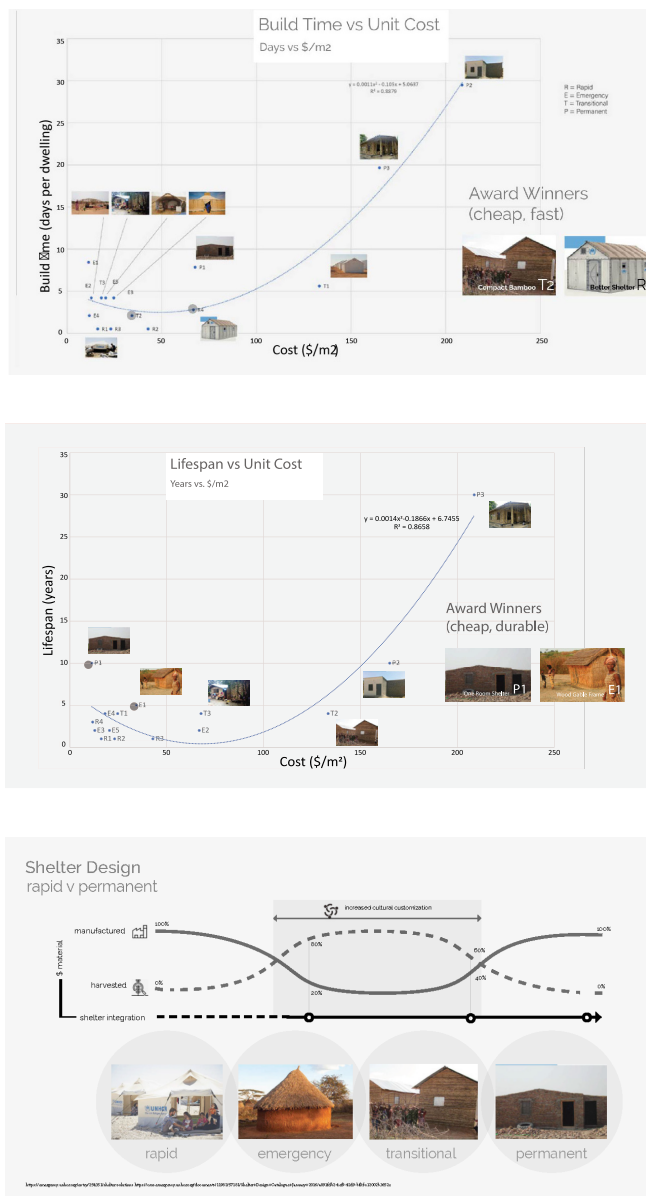 Build Time vs Unit Cost
Days vs $/m2
35
30
25
20
15
10
5
0
Build Time (days per dwelling)
R² = 0.8879
P2
P3
R = Rapid
E = Emergency
T = Transitional
P = Permanent
Award Winners
(cheap, fast)
Compact Bamboo T2
Better Shelter R
E1
P1
T1
E2
T3
E5
E3
E4
T2
R4
R1
R3
R2
0
50
100
150
200
250
Cost ($/m2)
Lifespan vs Unit Cost
Years vs. $/m2
35
30
25
20
15
10
5
0
Lifespan (years)
P3
y = 0.0014x²-0.1866x + 6.7455
R² = 0.8658
Award Winners
(cheap, durable)
One Room Shelter P1
Wood Gable Frame E1
P1
P2
E1
E4
T1
T3
T2
R4
E3
E5
E2
R1
R2
R3
0
50
100
150
200
250
Cost ($/m²)
Shelter Design
rapid v permanent
increased cultural customization
manufactured
100%
80%
60%
100%
$ material
harvested
0%
20%
40%
0%
shelter integration
rapid
emergency
transitional
permanent